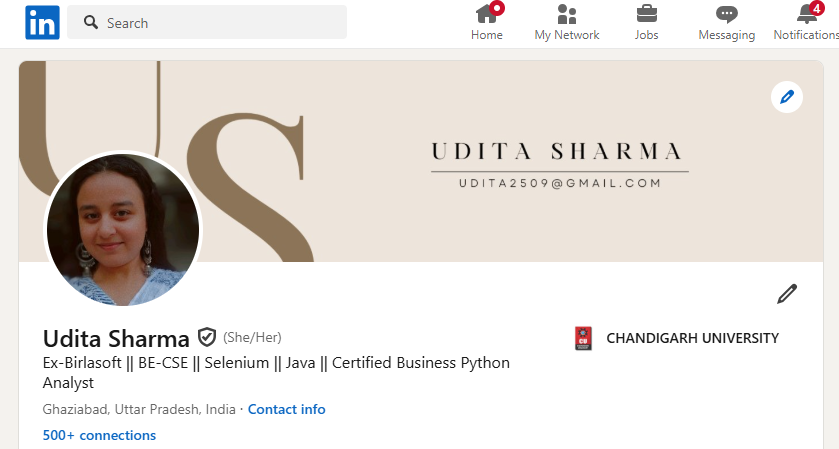 in
Search
Home
My Network
Jobs
Messaging
4
Notifications
US
UDITA SHARMA
UDITA2509@GMAIL.COM
Udita Sharma (She/Her)
CU
CHANDIGARH UNIVERSITY
Ex-Birlasoft || BE-CSE || Selenium || Java || Certified Business Python
Analyst
Ghaziabad, Uttar Pradesh, India · Contact info
500+ connections